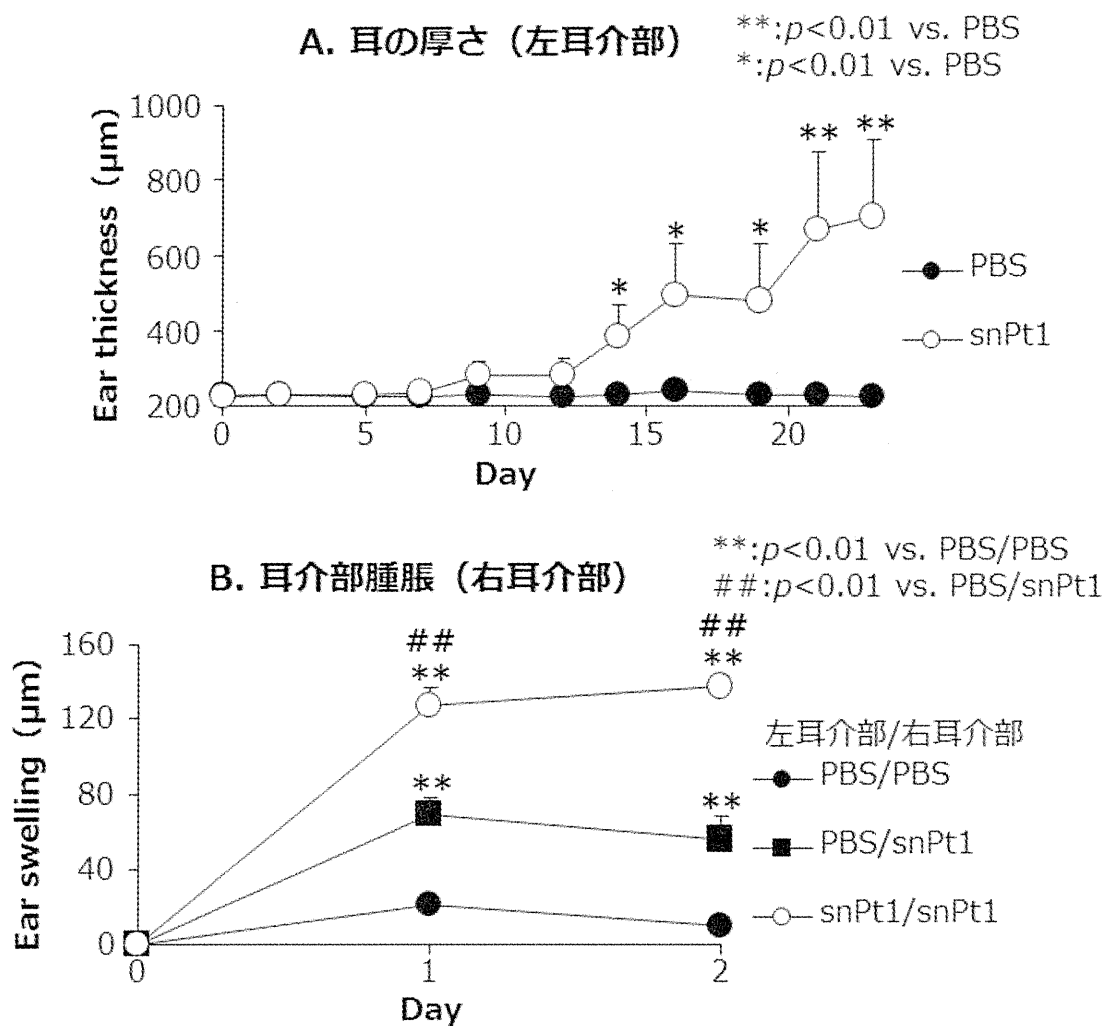 A. 耳の厚さ（左耳介部）
**:p<0.01 vs. PBS
*:p<0.01 vs. PBS
Ear thickness (μm)
1000
800
600
400
200
*
*
*
**
**
0
5
10
15
20
Day
PBS
snPt1
B. 耳介部腫脹（右耳介部）
**:p<0.01 vs. PBS/PBS
##:p<0.01 vs. PBS/snPt1
Ear swelling (μm)
160
120
80
40
0
##
**
##
**
**
**
0
1
2
Day
左耳介部/右耳介部
PBS/PBS
PBS/snPt1
snPt1/snPt1